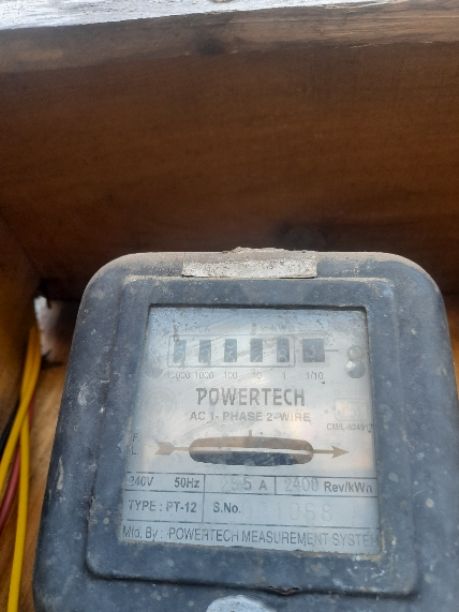 1000 100 10 1 1/10
POWERTECH
AC 1- PHASE 2-WIRE
F
L
240V 50Hz A 2400 Rev/kWh
TYPE : PT-12 S.No. 1068
Mfd. By : POWERTECH MEASUREMENT SYSTEM